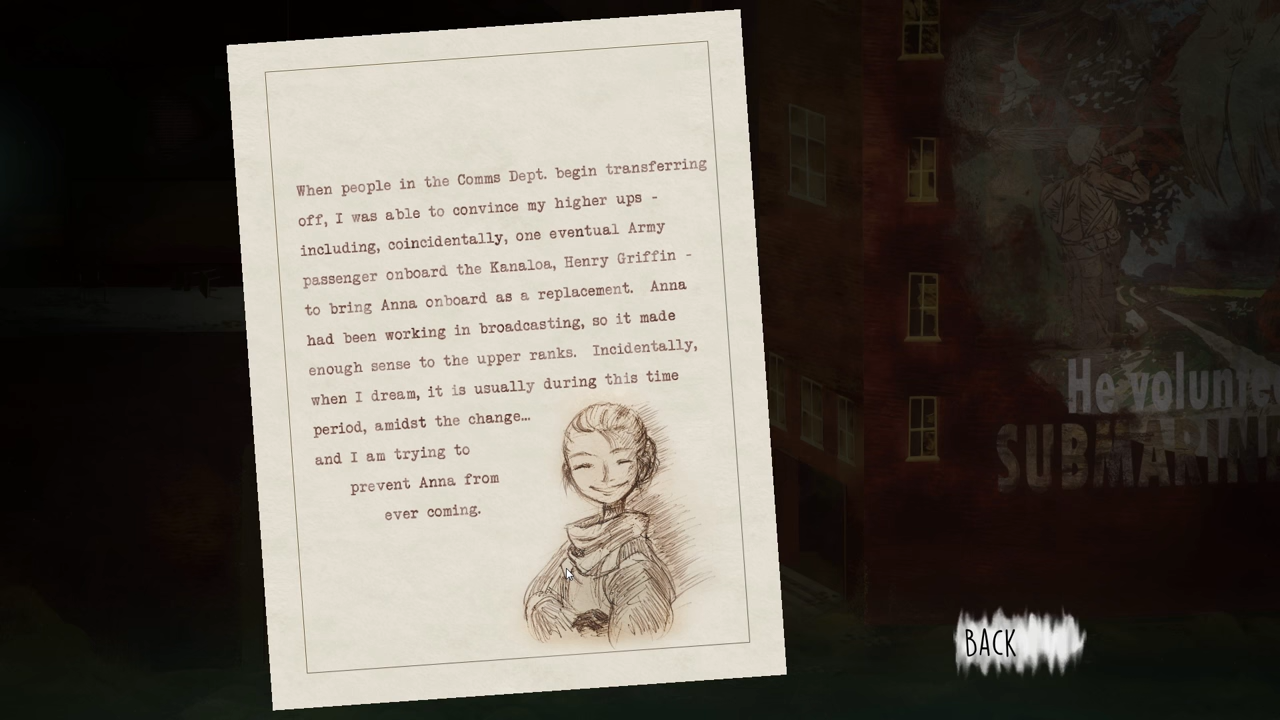 When people in the Comms Dept. begin transferring
off, I was able to convince my higher ups -
including, coincidentally, one eventual Army
passenger onboard the Kanaloa, Henry Griffin -
to bring Anna onboard as a replacement. Anna
had been working in broadcasting, so it made
enough sense to the upper ranks. Incidentally,
when I dream, it is usually during this time
period, amidst the change…
and I am trying to
prevent Anna from
ever coming.
He volunte
SUBMARINE
BACK